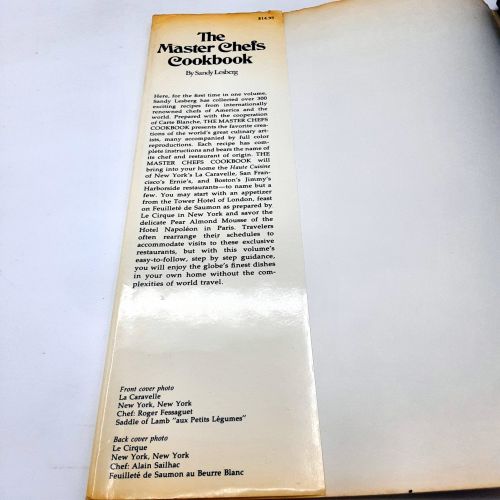 $14.95
The
Master Chefs
Cookbook
By Sandy Lesberg
Here, for the first time in one volume,
Sandy Lesberg has collected over 300
exciting recipes from internationally
renowned chefs of America and the
world. Prepared with the cooperation
of Carte Blanche, THE MASTER CHEFS
COOKBOOK presents the favorite crea-
tions of the world's great culinary art-
ists, many accompanied by full color
reproductions. Each recipe has com-
plete instructions and bears the name of
its chef and restaurant of origin. THE
MASTER CHEFS COOKBOOK will
bring into your home the Haute Cuisine
of New York's La Caravelle, San Fran-
cisco's Ernie's, and Boston's Jimmy's
Harborside restaurants—to name but a
few. You may start with an appetizer
from the Tower Hotel of London, feast
on Feuilleté de Saumon as prepared by
Le Cirque in New York and savor the
delicate Pear Almond Mousse of the
Hotel Napoléon in Paris. Travelers
often rearrange their schedules to
accommodate visits to these exclusive
restaurants, but with this volume's
easy-to-follow, step by step guidance,
you will enjoy the globe's finest dishes
in your own home without the com-
plexities of world travel.
Front cover photo
La Caravelle
New York, New York
Chef: Roger Fessaguet
Saddle of Lamb "aux Petits Légumes"
Back cover photo
Le Cirque
New York, New York
Chef: Alain Sailhac
Feuilleté de Saumon au Beurre Blanc